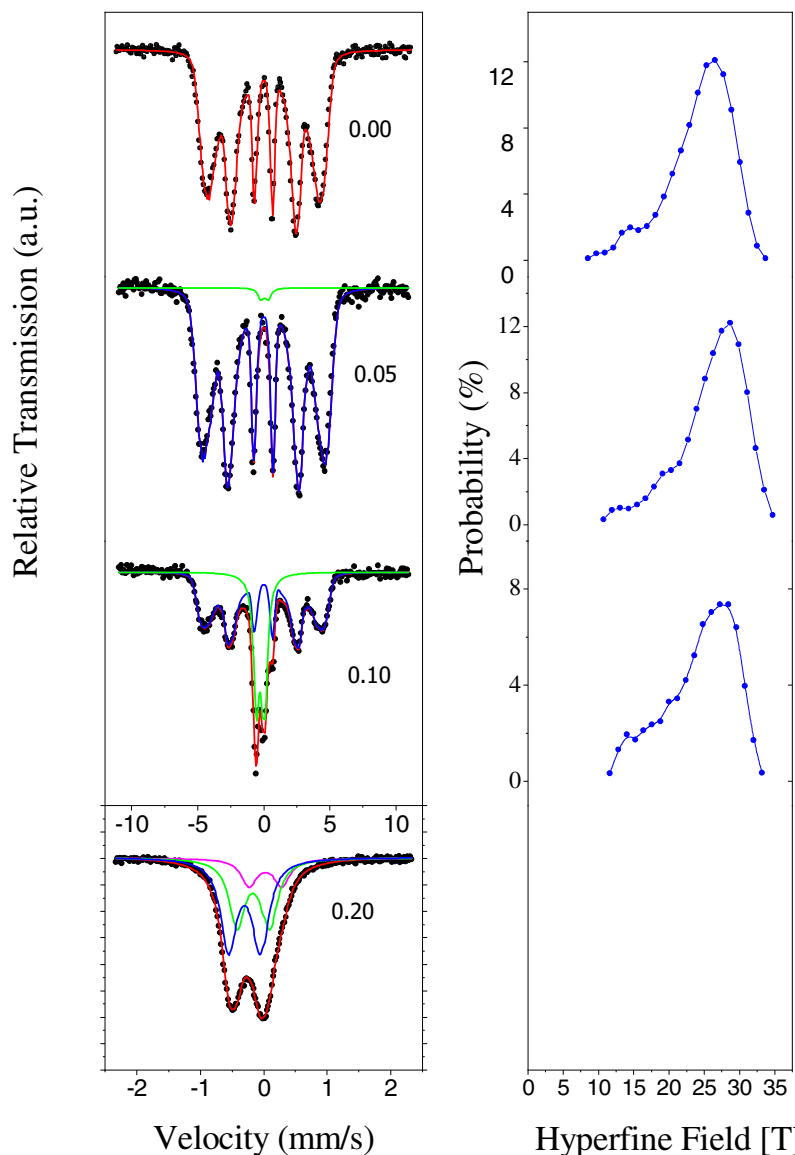 Relative Transmission (a.u.)
0.00
0.05
0.10
-10 -5 0 5 10
0.20
-2 -1 0 1 2
Velocity (mm/s)
Probability (%)
12
8
4
0
12
8
4
0
8
4
0
0 5 10 15 20 25 30 35
Hyperfine Field [T]